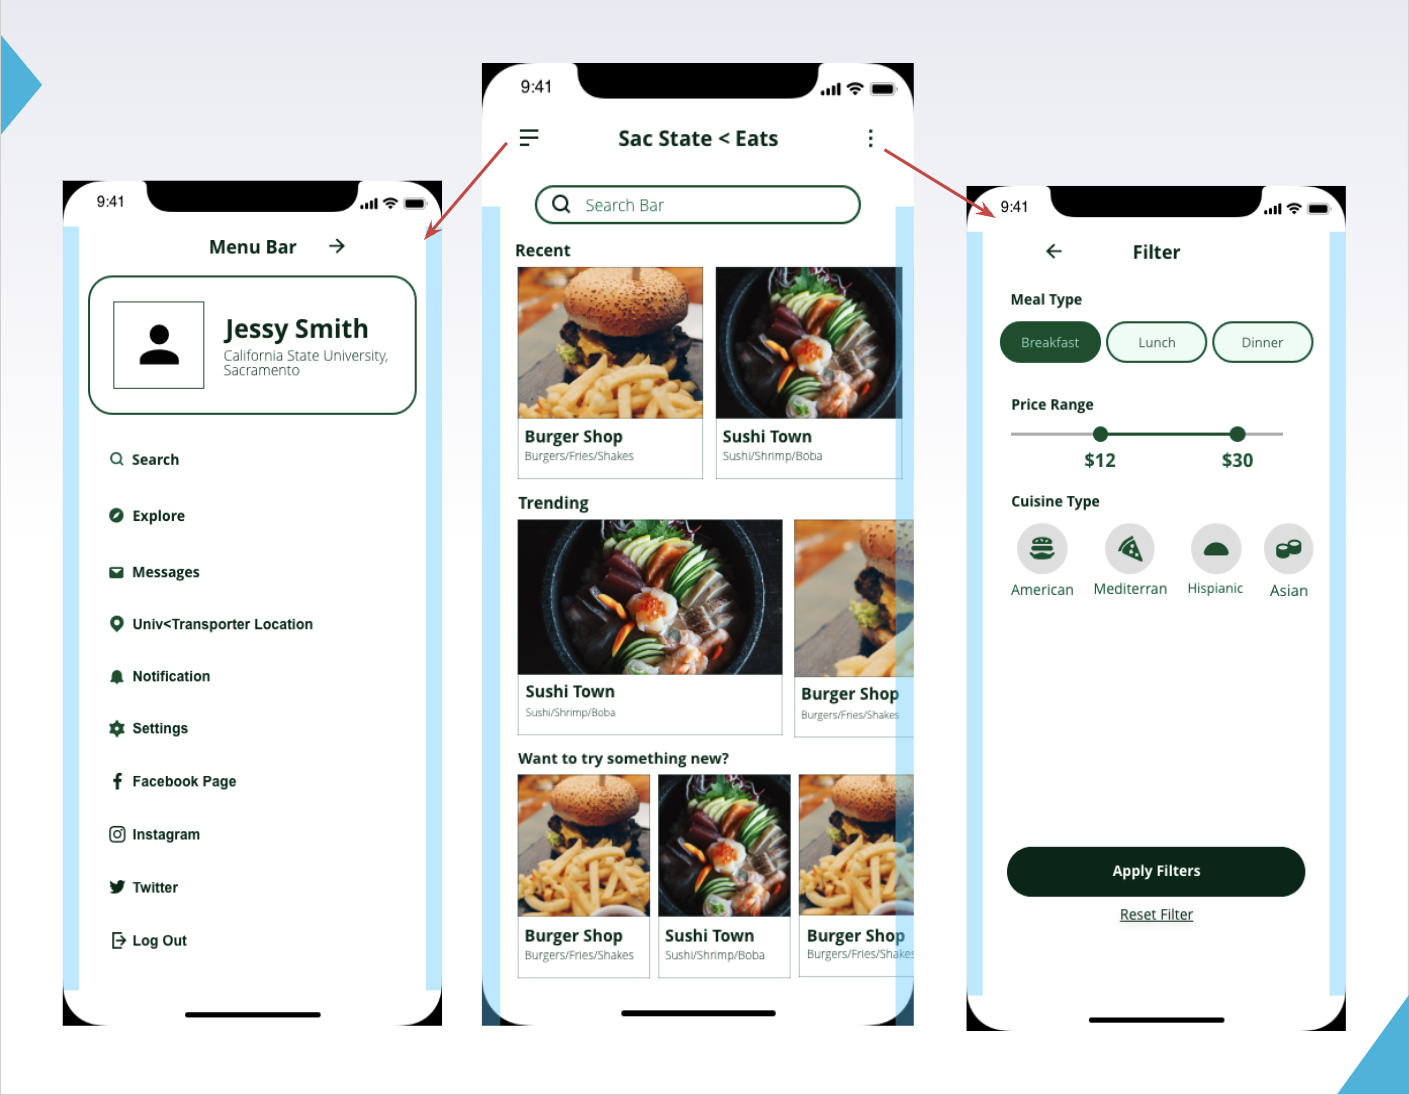 9:41
Menu Bar
Jessy Smith
California State University,
Sacramento
Search
Explore
Messages
Univ<Transporter Location
Notification
Settings
Facebook Page
Instagram
Twitter
Log Out
9:41
Sac State < Eats
Search Bar
Recent
Burger Shop
Burgers/Fries/Shakes
Sushi Town
Sushi/Shrimp/Boba
Trending
Sushi Town
Sushi/Shrimp/Boba
Burger Shop
Burgers/Fries/Shakes
Want to try something new?
Burger Shop
Burgers/Fries/Shakes
Sushi Town
Sushi/Shrimp/Boba
Burger Shop
Burgers/Fries/Shakes
9:41
Filter
Meal Type
Breakfast
Lunch
Dinner
Price Range
$12
$30
Cuisine Type
American
Mediterran
Hispianic
Asian
Apply Filters
Reset Filter